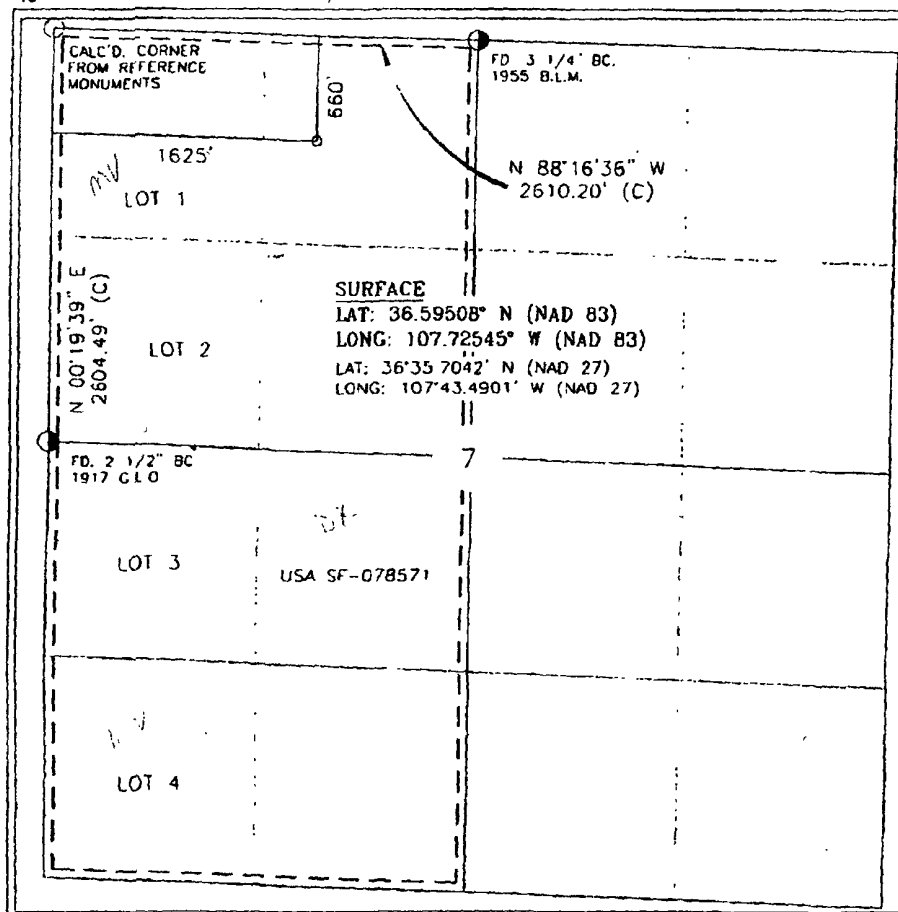 CALC'D. CORNER
FROM REFERENCE
MONUMENTS
FD 3 1/4" BC.
1955 B.L.M.
660'
1625'
N 88°16'36" W
2610.20' (C)
MV
LOT 1
N 00°19'39" E
2604.49' (C)
SURFACE
LAT: 36.59508° N (NAD 83)
LONG: 107.72545° W (NAD 83)
LAT: 36°35.7042' N (NAD 27)
LONG: 107°43.4901' W (NAD 27)
LOT 2
FD. 2 1/2" BC
1917 G.L.O
7
LOT 3
USA SF-078571
LOT 4